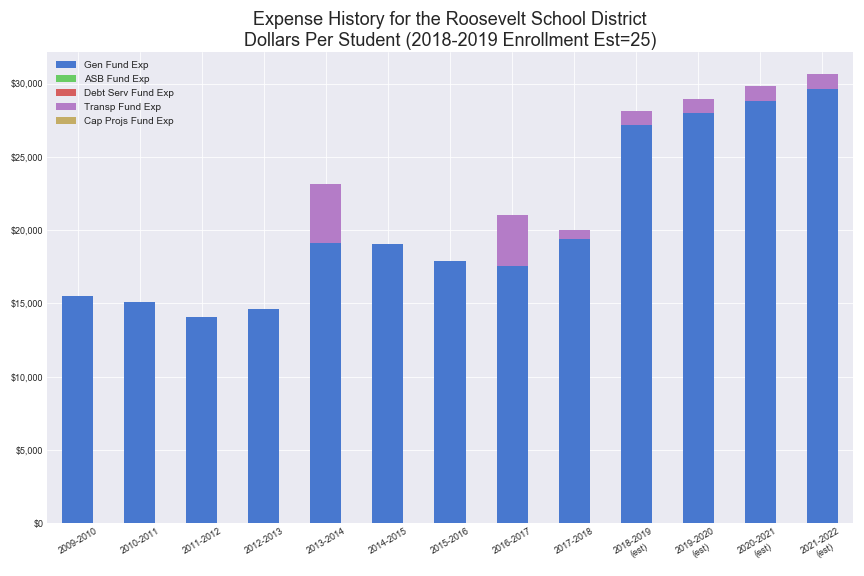 Expense History for the Roosevelt School District
Dollars Per Student (2018-2019 Enrollment Est=25)
Gen Fund Exp
ASB Fund Exp
Debt Serv Fund Exp
Transp Fund Exp
Cap Projs Fund Exp
$30,000
$25,000
$20,000
$15,000
$10,000
$5,000
$0
2009-2010
2010-2011
2011-2012
2012-2013
2013-2014
2014-2015
2015-2016
2016-2017
2017-2018
2018-2019
(est)
2019-2020
(est)
2020-2021
(est)
2021-2022
(est)